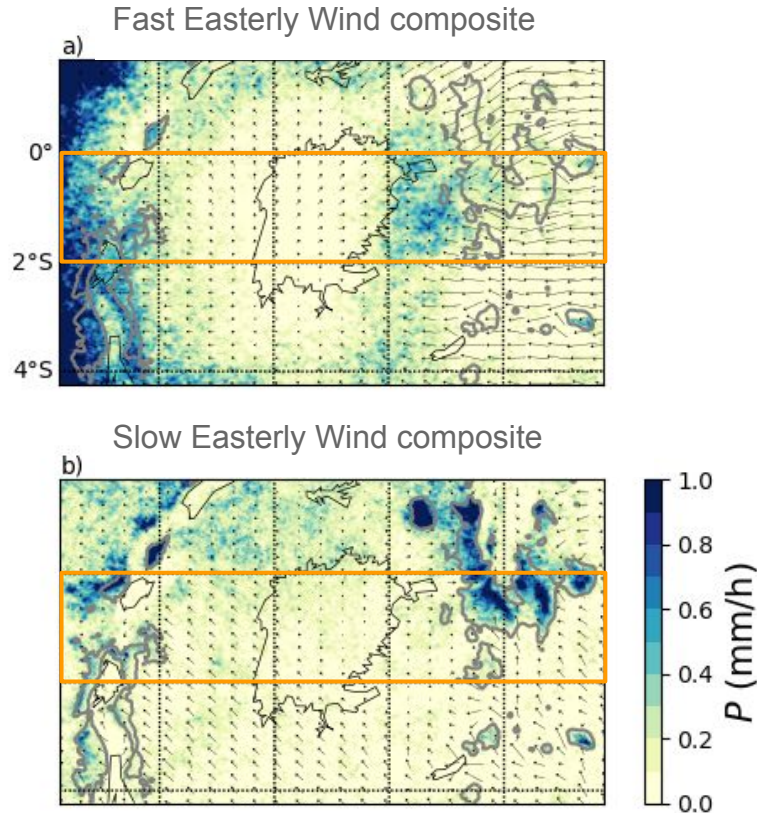 Fast Easterly Wind composite
a)
0°
2°S
4°S
Slow Easterly Wind composite
b)
1.0
0.8
0.6
0.4
0.2
0.0
P (mm/h)